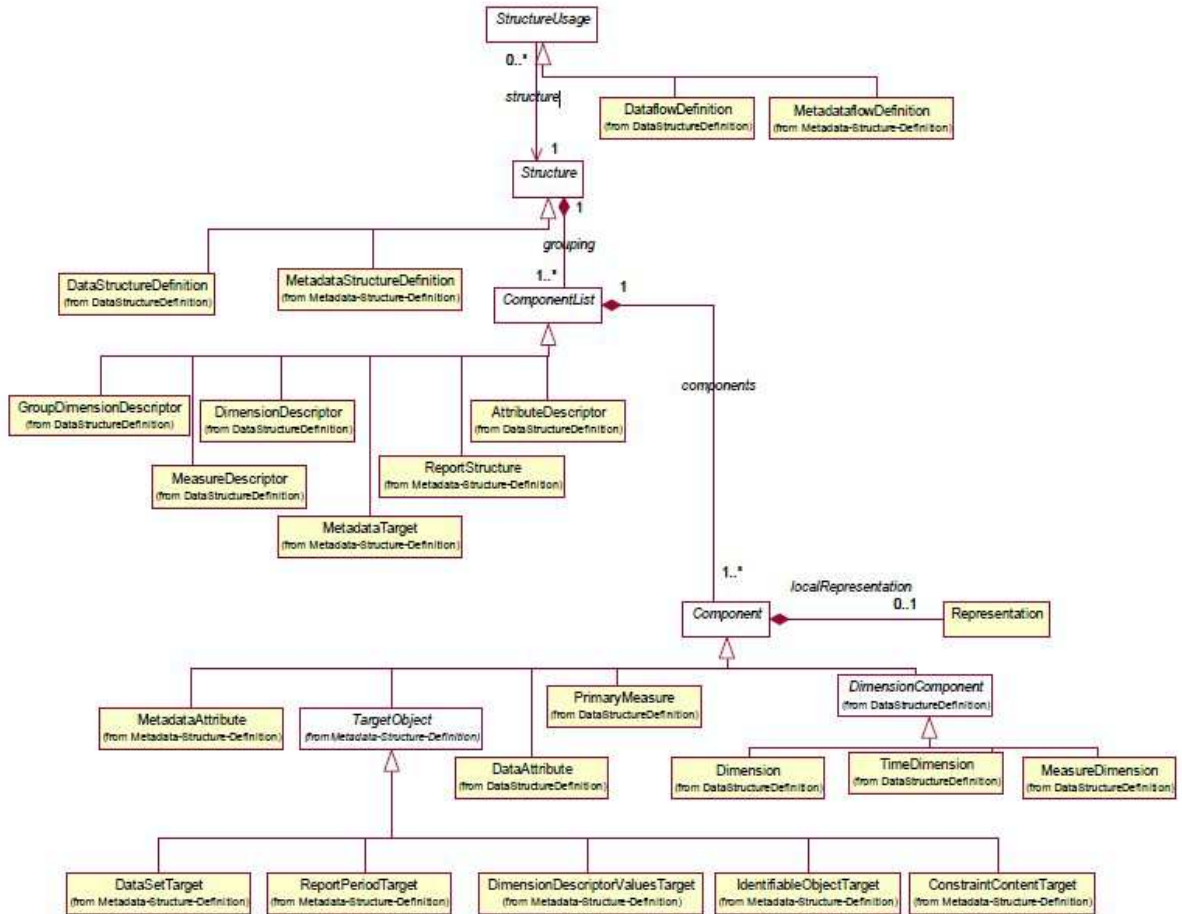 StructureUsage
0..*
structure
DataflowDefinition
(from DataStructureDefinition)
MetadataflowDefinition
(from Metadata-Structure-Definition)
1
Structure
1
grouping
DataStructureDefinition
(from DataStructureDefinition)
MetadataStructureDefinition
(from Metadata-Structure-Definition)
1..*
ComponentList
1
components
GroupDimensionDescriptor
(from DataStructureDefinition)
DimensionDescriptor
(from DataStructureDefinition)
AttributeDescriptor
(from DataStructureDefinition)
MeasureDescriptor
(from DataStructureDefinition)
ReportStructure
(from Metadata-Structure-Definition)
MetadataTarget
(from Metadata-Structure-Definition)
1..*
localRepresentation
0..1
Component
Representation
MetadataAttribute
(from Metadata-Structure-Definition)
TargetObject
(from Metadata-Structure-Definition)
PrimaryMeasure
(from DataStructureDefinition)
DimensionComponent
(from DataStructureDefinition)
DataAttribute
(from DataStructureDefinition)
Dimension
(from DataStructureDefinition)
TimeDimension
(from DataStructureDefinition)
MeasureDimension
(from DataStructureDefinition)
DataSetTarget
(from Metadata-Structure-Definition)
ReportPeriodTarget
(from Metadata-Structure-Definition)
DimensionDescriptorValuesTarget
(from Metadata-Structure-Definition)
IdentifiableObjectTarget
(from Metadata-Structure-Definition)
ConstraintContentTarget
(from Metadata-Structure-Definition)